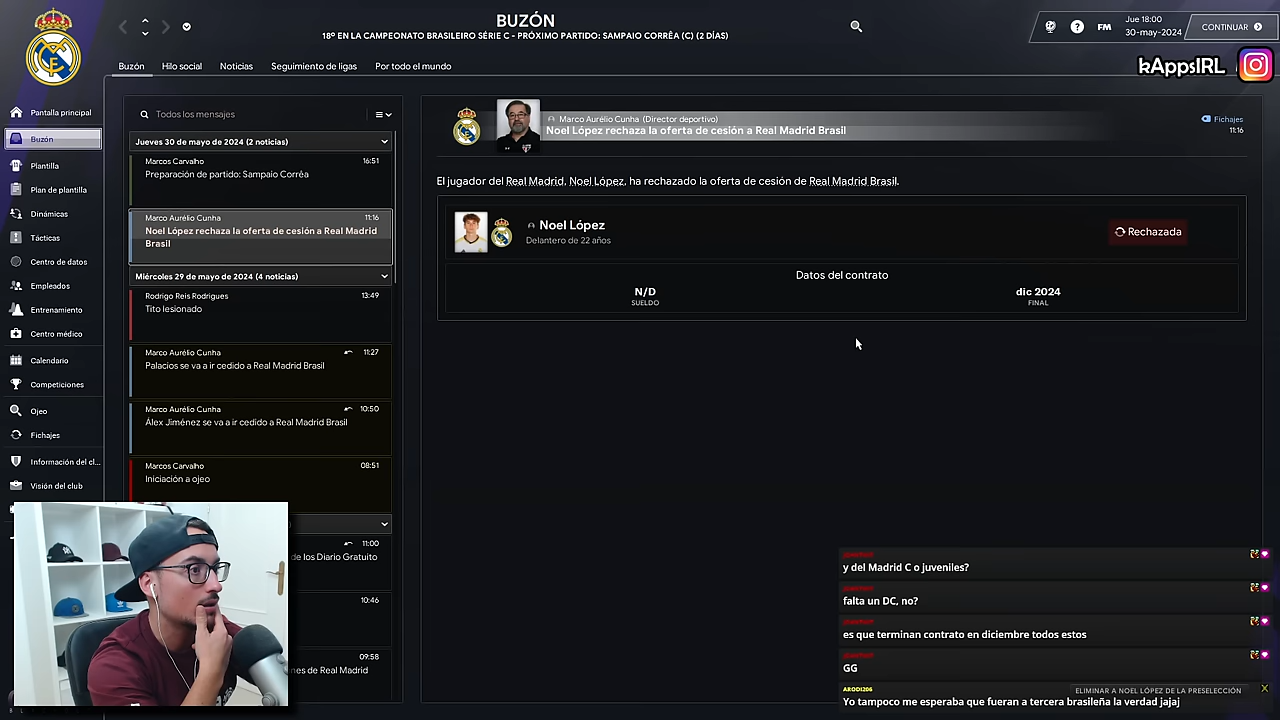 BUZÓN
18º EN LA CAMPEONATO BRASILEIRO SÉRIE C - PRÓXIMO PARTIDO: SAMPAIO CORRÊA (C) (2 DÍAS)
FM
Jue 18:00
30-may-2024
CONTINUAR
kAppsIRL
Buzón
Hilo social
Noticias
Seguimiento de ligas
Por todo el mundo
Pantalla principal
Buzón
Plantilla
Plan de plantilla
Dinámicas
Tácticas
Centro de datos
Empleados
Entrenamiento
Centro médico
Calendario
Competiciones
Ojeo
Fichajes
Información del cl...
Visión del club
Todos los mensajes
Jueves 30 de mayo de 2024 (2 noticias)
Marcos Carvalho 16:51
Preparación de partido: Sampaio Corrêa
Marco Aurélio Cunha 11:16
Noel López rechaza la oferta de cesión a Real Madrid
Brasil
Miércoles 29 de mayo de 2024 (4 noticias)
Rodrigo Reis Rodrigues 13:49
Tito lesionado
Marco Aurélio Cunha 11:27
Palacios se va a ir cedido a Real Madrid Brasil
Marco Aurélio Cunha 10:50
Álex Jiménez se va a ir cedido a Real Madrid Brasil
Marcos Carvalho 08:51
Iniciación a ojeo
11:00
de los Diario Gratuito
10:46
09:58
nes de Real Madrid
Marco Aurélio Cunha (Director deportivo)
Noel López rechaza la oferta de cesión a Real Madrid Brasil
Fichajes
11:16
El jugador del Real Madrid, Noel López, ha rechazado la oferta de cesión de Real Madrid Brasil.
Noel López
Delantero de 22 años
Rechazada
Datos del contrato
N/D
SUELDO
dic 2024
FINAL
y del Madrid C o juveniles?
falta un DC, no?
es que terminan contrato en diciembre todos estos
GG
ARODI206
ELIMINAR A NOEL LÓPEZ DE LA PRESELECCIÓN
Yo tampoco me esperaba que fueran a tercera brasileña la verdad jajaj